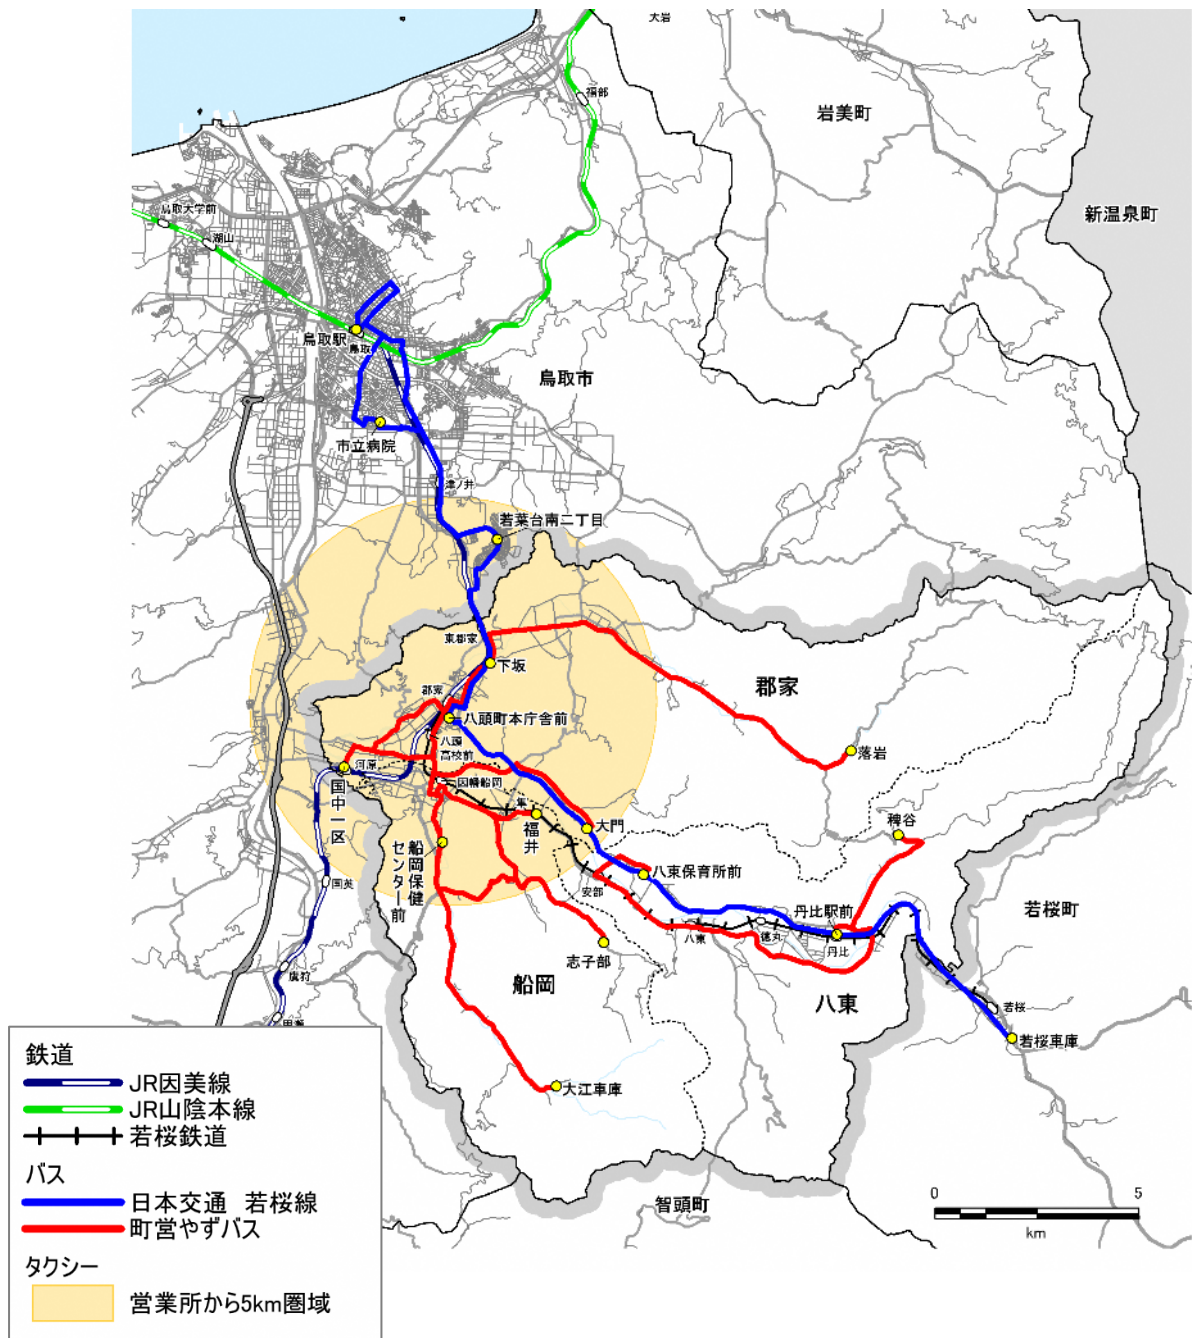 大岩
福部
岩美町
新温泉町
鳥取大学前
湖山
鳥取駅
鳥取
鳥取市
市立病院
津ノ井
若葉台南二丁目
東郡家
下坂
郡家
郡家
八頭町本庁舎前
八頭
高校前
落岩
河原
因幡船岡
国中一区
隼
福井
大門
稗谷
船岡保健
センター前
八東保育所前
安部
国英
丹比駅前
若桜町
八東
徳丸
丹比
志子部
鷹狩
船岡
八東
若桜
若桜車庫
大江車庫
智頭町
0
5
km
鉄道
JR因美線
JR山陰本線
若桜鉄道
バス
日本交通 若桜線
町営やずバス
タクシー
営業所から5km圏域